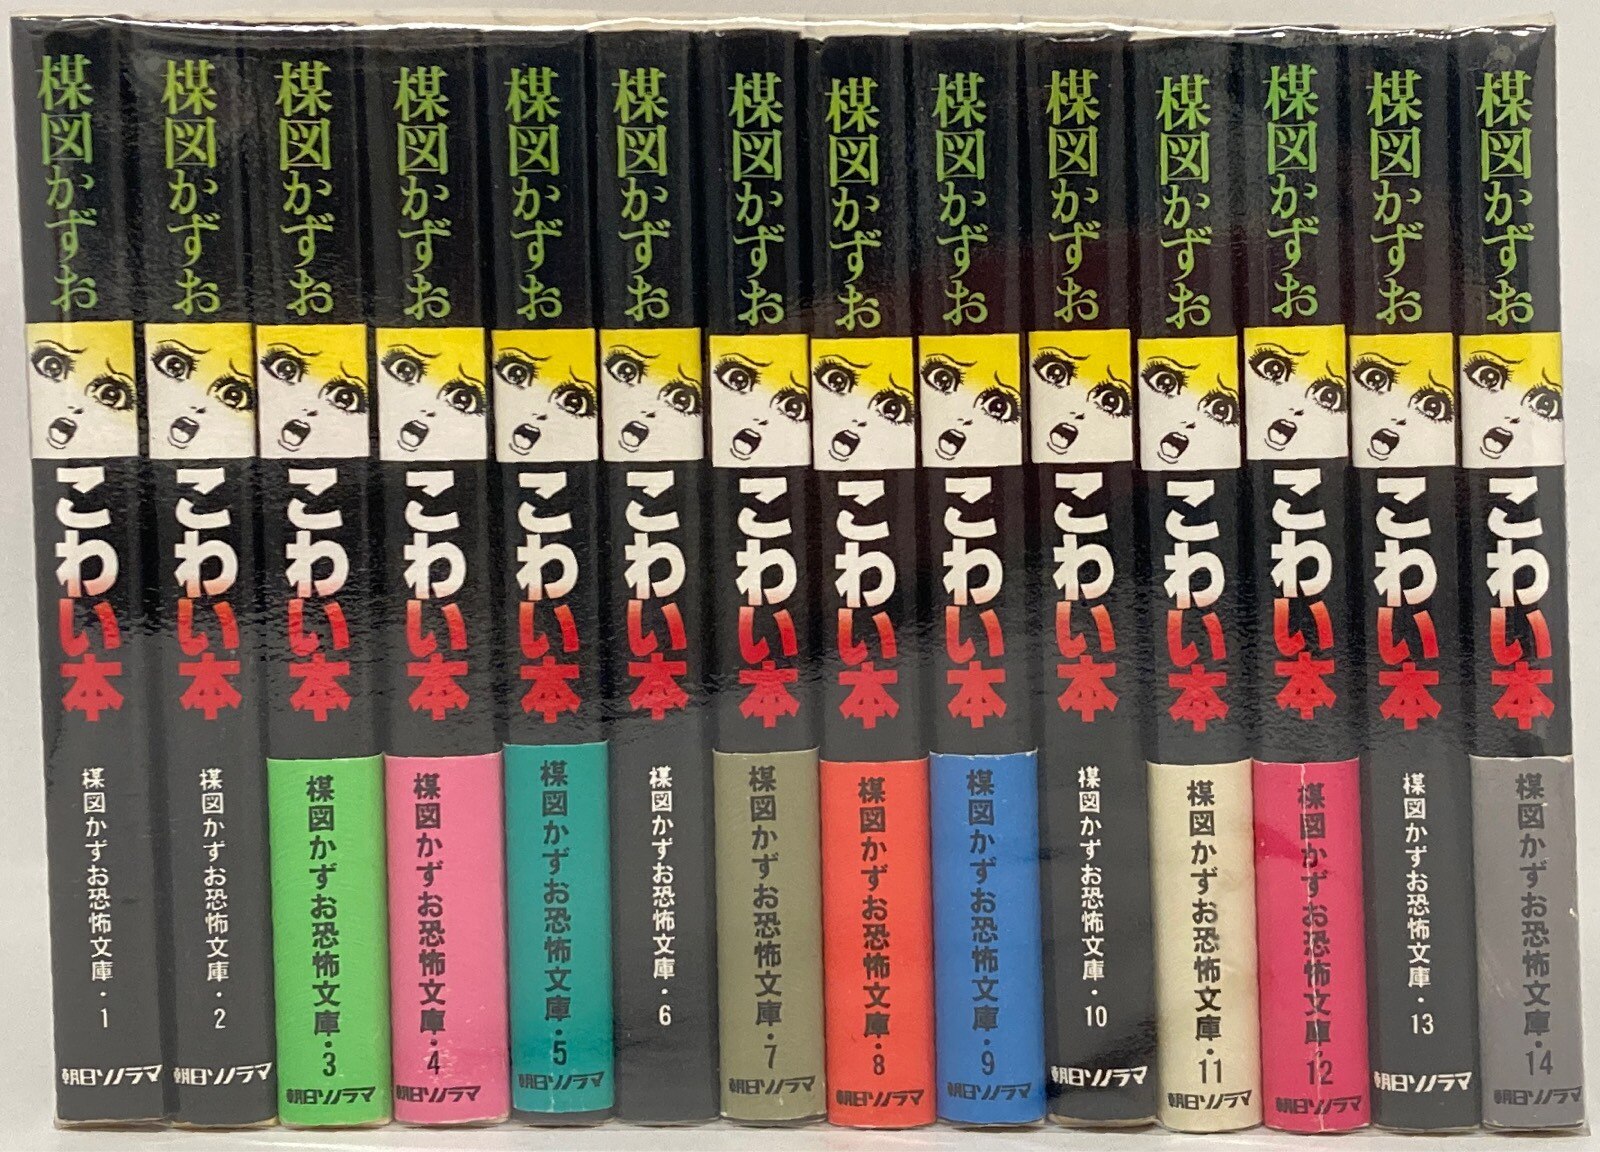 楳図かずお
こわい本
楳図かずお恐怖文庫・1
朝日ソノラマ
楳図かずお
こわい本
楳図かずお恐怖文庫・2
朝日ソノラマ
楳図かずお
こわい本
楳図かずお恐怖文庫・3
朝日ソノラマ
楳図かずお
こわい本
楳図かずお恐怖文庫・4
朝日ソノラマ
楳図かずお
こわい本
楳図かずお恐怖文庫・5
朝日ソノラマ
楳図かずお
こわい本
楳図かずお恐怖文庫・6
楳図かずお
こわい本
楳図かずお恐怖文庫・7
朝日ソノラマ
楳図かずお
こわい本
楳図かずお恐怖文庫・8
朝日ソノラマ
楳図かずお
こわい本
楳図かずお恐怖文庫・9
朝日ソノラマ
楳図かずお
こわい本
楳図かずお恐怖文庫・10
朝日ソノラマ
楳図かずお
こわい本
楳図かずお恐怖文庫・11
朝日ソノラマ
楳図かずお
こわい本
楳図かずお恐怖文庫・12
朝日ソノラマ
楳図かずお
こわい本
楳図かずお恐怖文庫・13
朝日ソノラマ
楳図かずお
こわい本
楳図かずお恐怖文庫・14
朝日ソノラマ